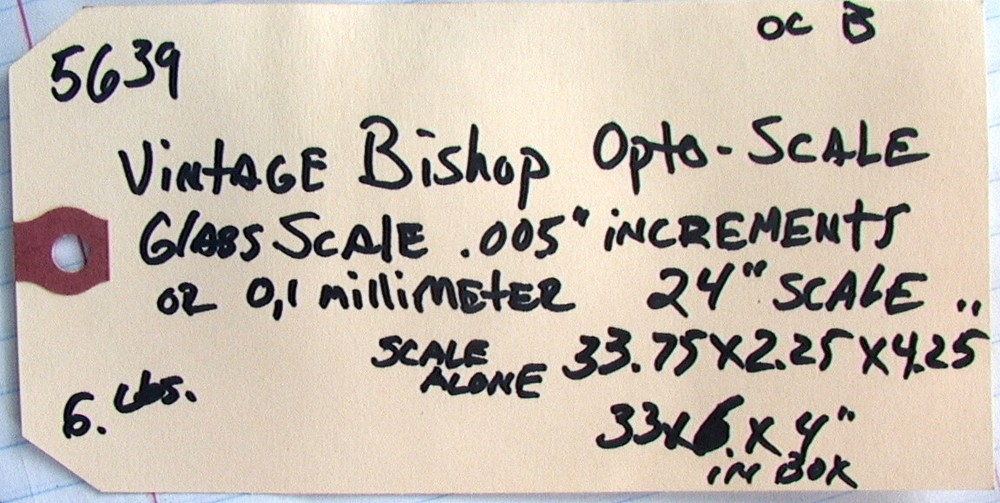 OC B
5639
VINTAGE Bishop Opto-SCALE
GlASS SCAlE .005" iNCREMENTS
OR 0,1 millimETER 24" SCALE
SCALE ALONE 33.75X2.25X4.25"
6. Lbs.
33X6X4"
IN BOX